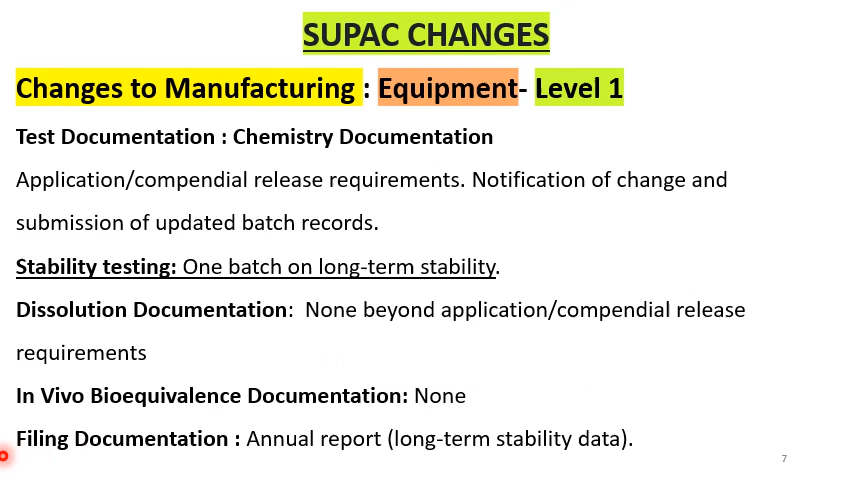 SUPAC CHANGES
Changes to Manufacturing : Equipment- Level 1
Test Documentation : Chemistry Documentation
Application/compendial release requirements. Notification of change and
submission of updated batch records.
Stability testing: One batch on long-term stability.
Dissolution Documentation:  None beyond application/compendial release
requirements
In Vivo Bioequivalence Documentation: None
Filing Documentation : Annual report (long-term stability data).
7